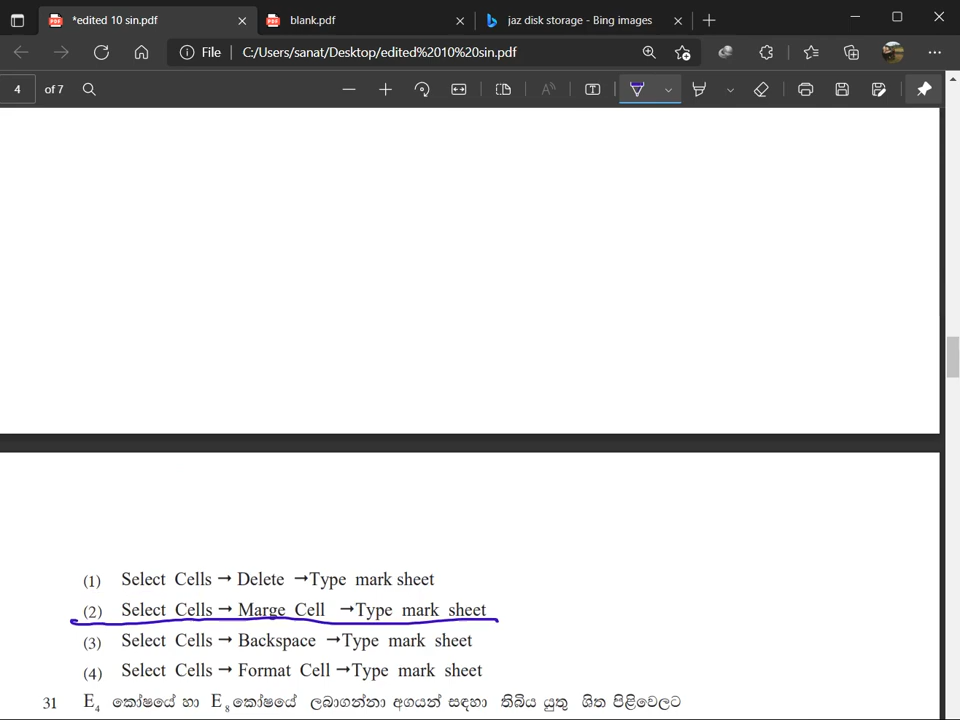 *edited 10 sin.pdf
blank.pdf
jaz disk storage - Bing images
File
C:/Users/sanat/Desktop/edited%2010%20sin.pdf
4 of 7
(1) Select Cells → Delete →Type mark sheet
(2) Select Cells → Marge Cell →Type mark sheet
(3) Select Cells → Backspace →Type mark sheet
(4) Select Cells → Format Cell →Type mark sheet
31 E4 කෝෂයේ හා E8 කෝෂයේ ලබාගන්නා අගයන් සඳහා තිබිය යුතු ශිත පිළිවෙලට